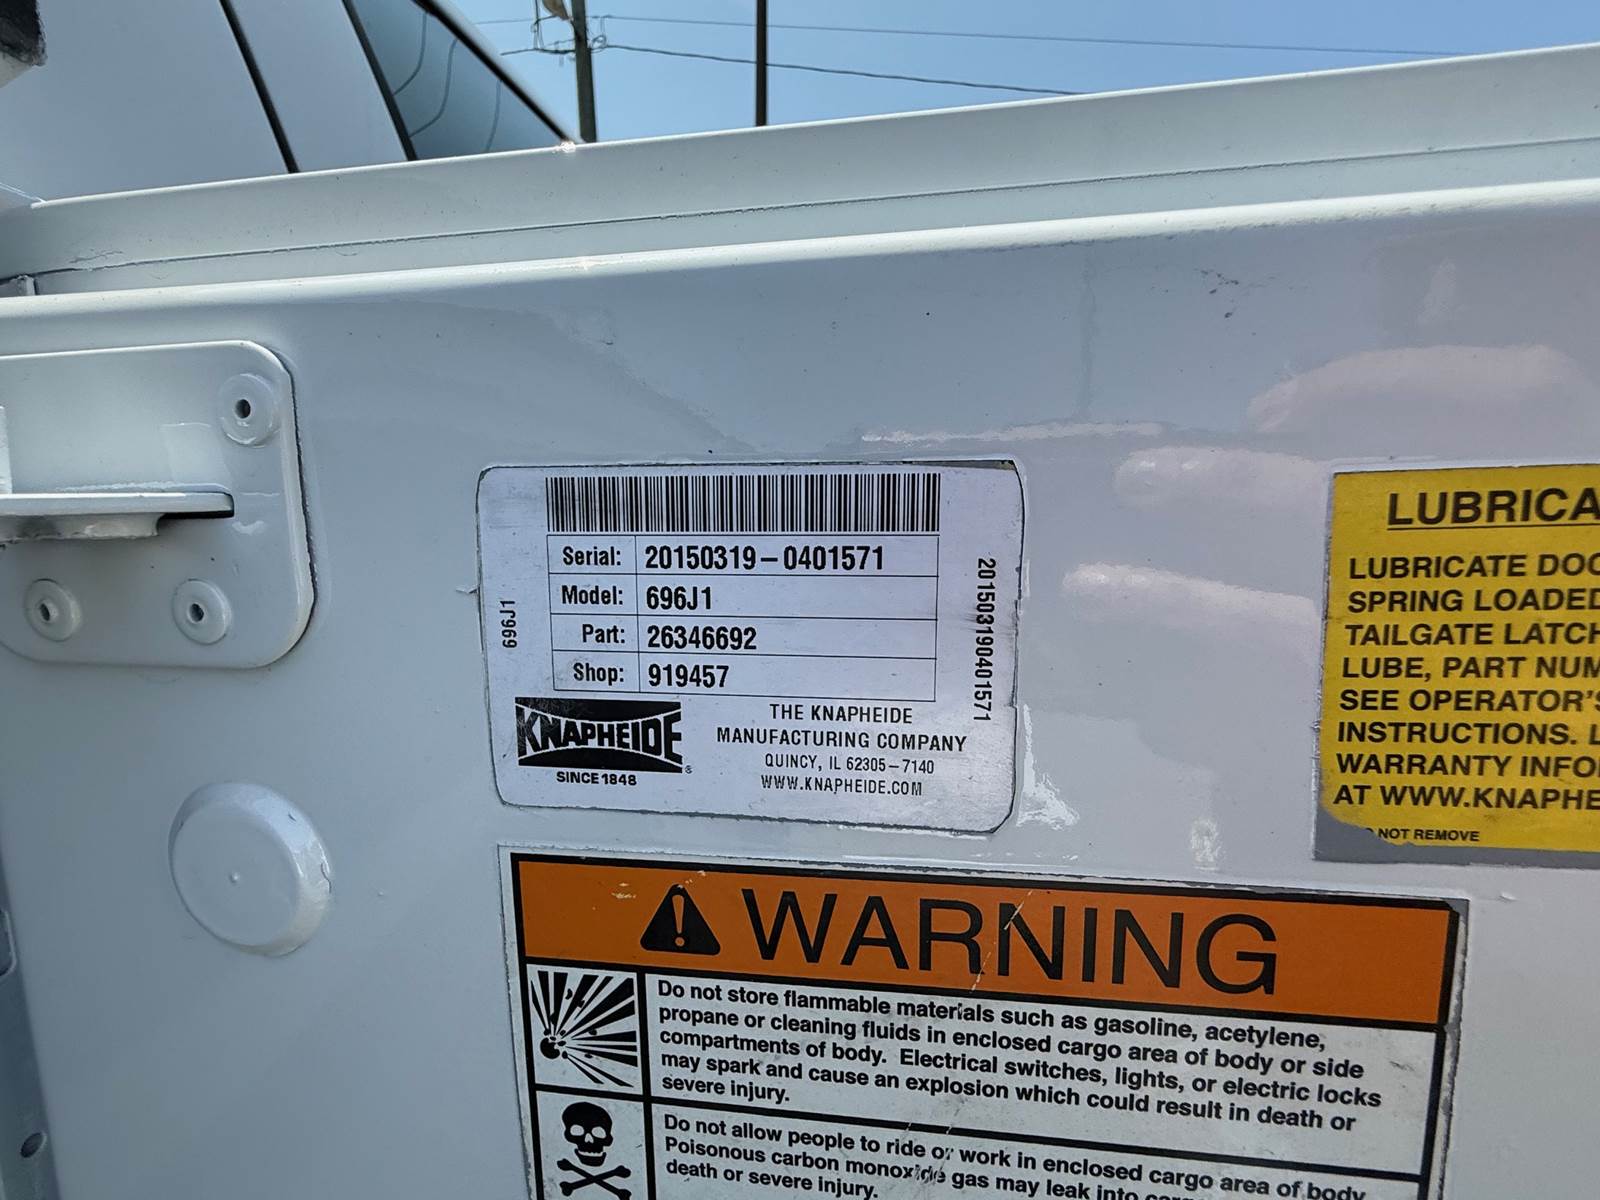 Serial: 20150319-0401571
Model: 696J1
Part: 26346692
Shop: 919457
696J1
201503190401571
KNAPHEIDE®
SINCE 1848
THE KNAPHEIDE
MANUFACTURING COMPANY
QUINCY, IL 62305-7140
WWW.KNAPHEIDE.COM
LUBRICA
LUBRICATE DOO
SPRING LOADED
TAILGATE LATCH
LUBE, PART NUM
SEE OPERATOR'S
INSTRUCTIONS. L
WARRANTY INFO
AT WWW.KNAPHE
NOT REMOVE
WARNING
Do not store flammable materials such as gasoline, acetylene,
propane or cleaning fluids in enclosed cargo area of body or side
compartments of body. Electrical switches, lights, or electric locks
may spark and cause an explosion which could result in death or
severe injury.
Do not allow people to ride or work in enclosed cargo area of body.
Poisonous carbon monoxide gas may leak into
death or severe injury.